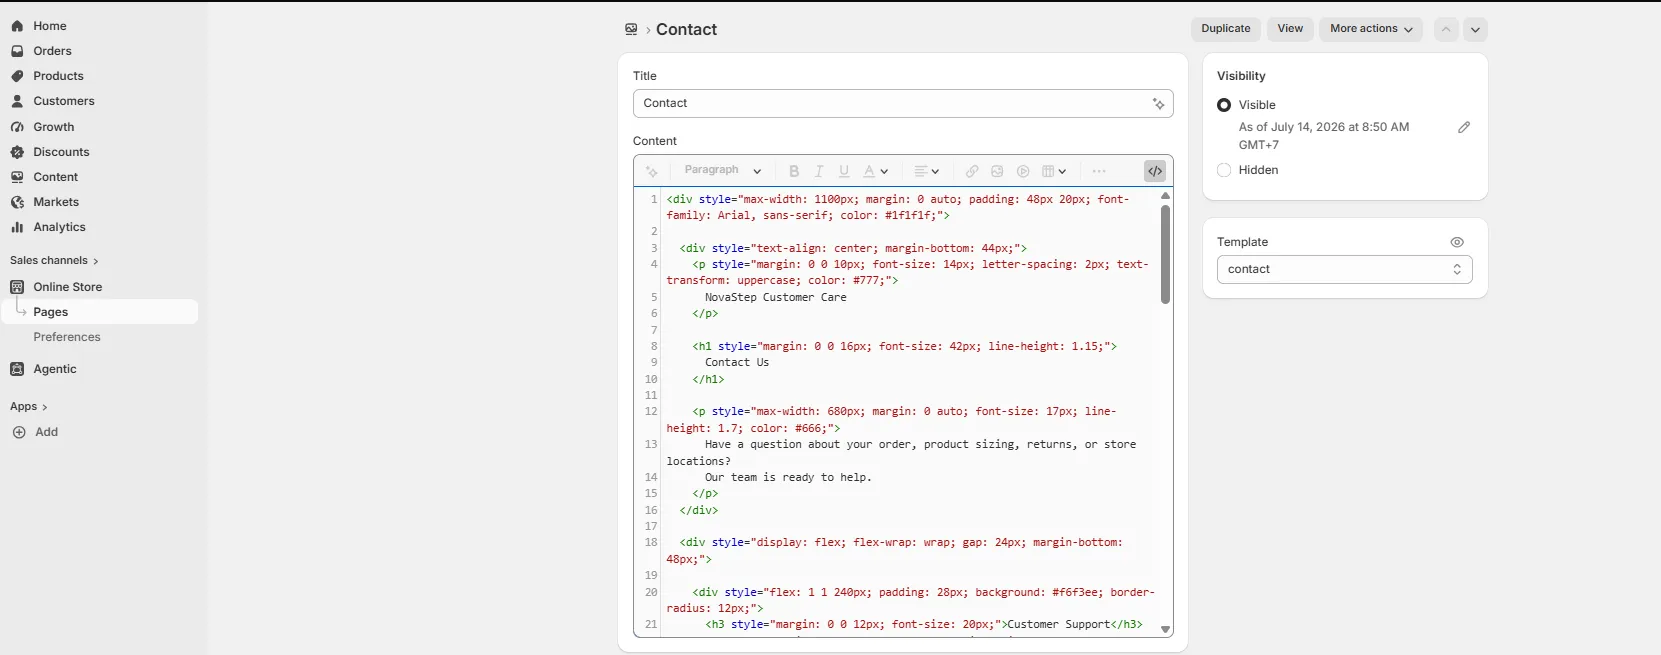 Home
Orders
Products
Customers
Growth
Discounts
Content
Markets
Analytics
Sales channels
Online Store
Pages
Preferences
Agentic
Apps
Add
Contact
Duplicate
View
More actions
Title
Contact
Content
Paragraph
B I U A
</>
1 <div style="max-width: 1100px; margin: 0 auto; padding: 48px 20px; font-
family: Arial, sans-serif; color: #1f1f1f;">
2
3 <div style="text-align: center; margin-bottom: 44px;">
4 <p style="margin: 0 0 10px; font-size: 14px; letter-spacing: 2px; text-
transform: uppercase; color: #777;">
5 NovaStep Customer Care
6 </p>
7
8 <h1 style="margin: 0 0 16px; font-size: 42px; line-height: 1.15;">
9 Contact Us
10 </h1>
11
12 <p style="max-width: 680px; margin: 0 auto; font-size: 17px; line-
height: 1.7; color: #666;">
13 Have a question about your order, product sizing, returns, or store
locations?
14 Our team is ready to help.
15 </p>
16 </div>
17
18 <div style="display: flex; flex-wrap: wrap; gap: 24px; margin-bottom:
48px;">
19
20 <div style="flex: 1 1 240px; padding: 28px; background: #f6f3ee; border-
radius: 12px;">
21 <h3 style="margin: 0 0 12px; font-size: 20px;">Customer Support</h3>
Visibility
Visible
As of July 14, 2026 at 8:50 AM
GMT+7
Hidden
Template
contact